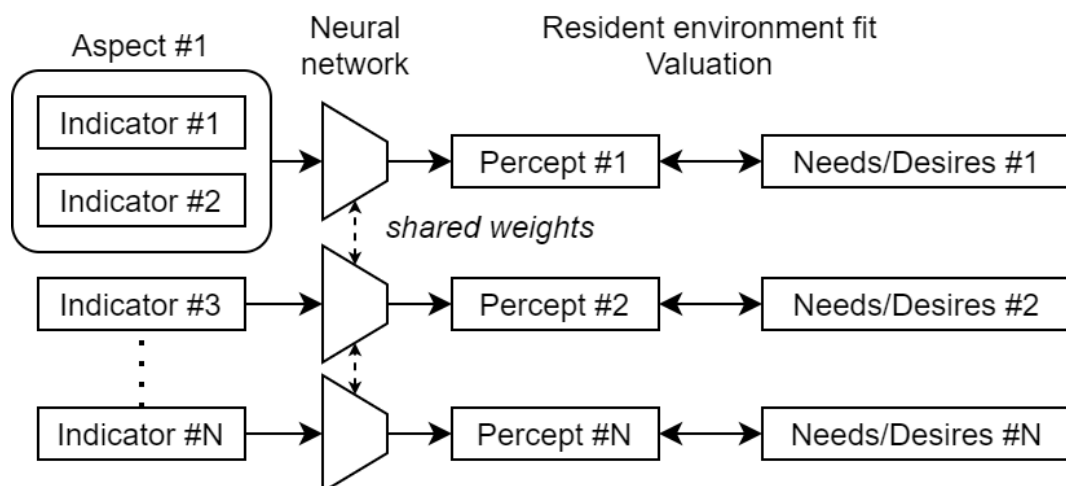 Aspect #1
Neural
network
Resident environment fit
Valuation
Indicator #1
Indicator #2
Percept #1
Needs/Desires #1
shared weights
Indicator #3
Percept #2
Needs/Desires #2
Indicator #N
Percept #N
Needs/Desires #N